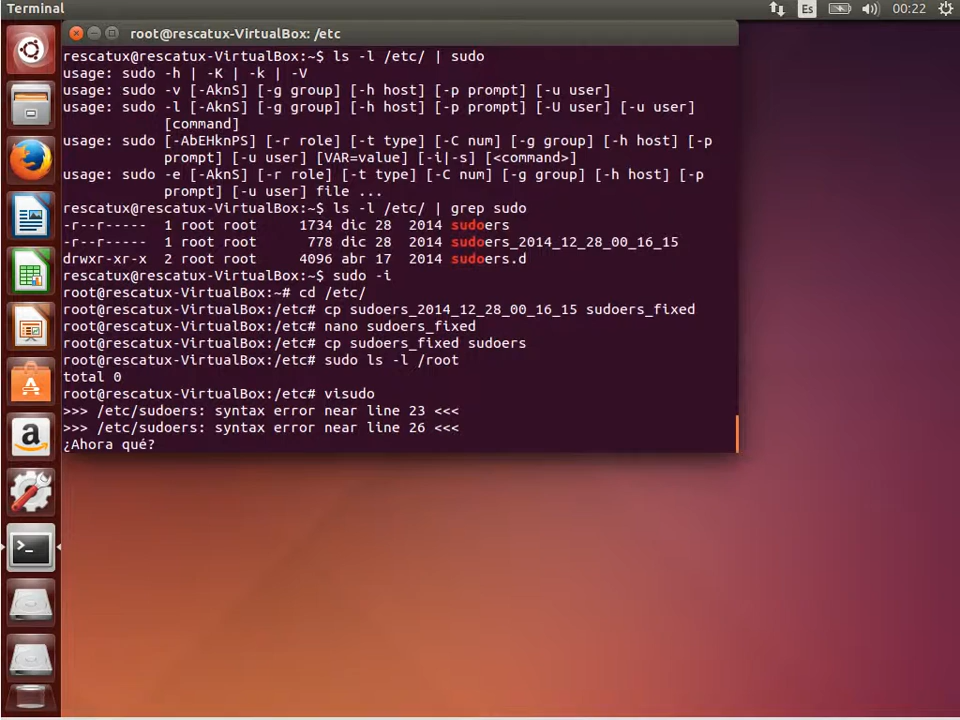 Terminal
Es
00:22
root@rescatux-VirtualBox: /etc
rescatux@rescatux-VirtualBox:~$ ls -l /etc/ | sudo
usage: sudo -h | -K | -k | -V
usage: sudo -v [-AknS] [-g group] [-h host] [-p prompt] [-u user]
usage: sudo -l [-AknS] [-g group] [-h host] [-p prompt] [-U user] [-u user]
[command]
usage: sudo [-AbEHknPS] [-r role] [-t type] [-C num] [-g group] [-h host] [-p
prompt] [-u user] [VAR=value] [-i|-s] [<command>]
usage: sudo -e [-AknS] [-r role] [-t type] [-C num] [-g group] [-h host] [-p
prompt] [-u user] file ...
rescatux@rescatux-VirtualBox:~$ ls -l /etc/ | grep sudo
-r--r-----  1 root root     1734 dic 28  2014 sudoers
-r--r-----  1 root root      778 dic 28  2014 sudoers_2014_12_28_00_16_15
drwxr-xr-x  2 root root     4096 abr 17  2014 sudoers.d
rescatux@rescatux-VirtualBox:~$ sudo -i
root@rescatux-VirtualBox:~# cd /etc/
root@rescatux-VirtualBox:/etc# cp sudoers_2014_12_28_00_16_15 sudoers_fixed
root@rescatux-VirtualBox:/etc# nano sudoers_fixed
root@rescatux-VirtualBox:/etc# cp sudoers_fixed sudoers
root@rescatux-VirtualBox:/etc# sudo ls -l /root
total 0
root@rescatux-VirtualBox:/etc# visudo
>>> /etc/sudoers: syntax error near line 23 <<<
>>> /etc/sudoers: syntax error near line 26 <<<
¿Ahora qué?